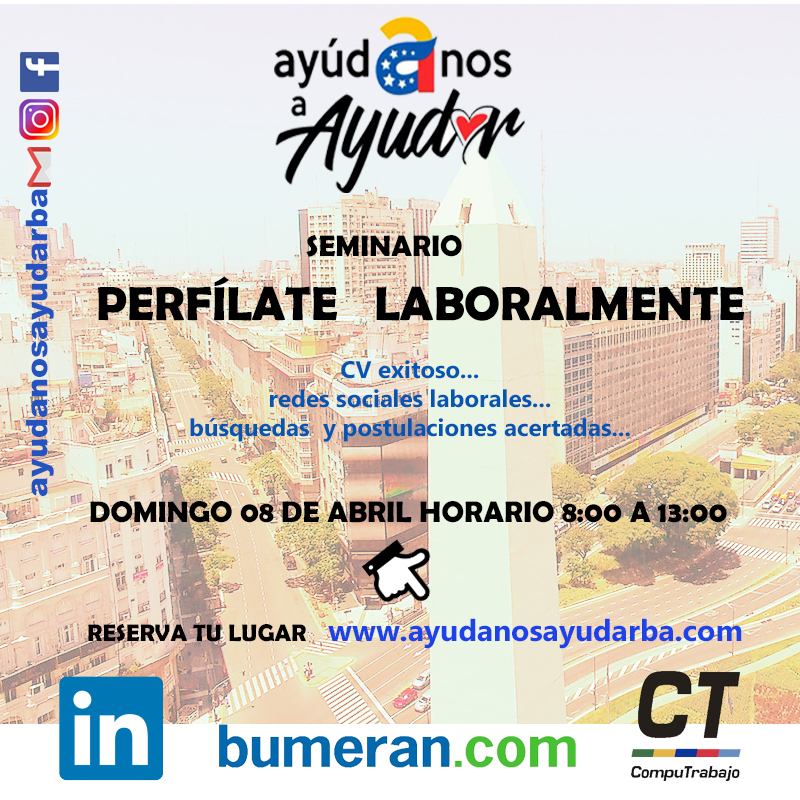 ayúdanos
a
Ayudar
ayudanosayudarba
SEMINARIO
PERFÍLATE LABORALMENTE
CV exitoso...
redes sociales laborales...
búsquedas y postulaciones acertadas...
DOMINGO 08 DE ABRIL HORARIO 8:00 A 13:00
RESERVA TU LUGAR www.ayudanosayudarba.com
in
bumeran.com
CT
CompuTrabajo